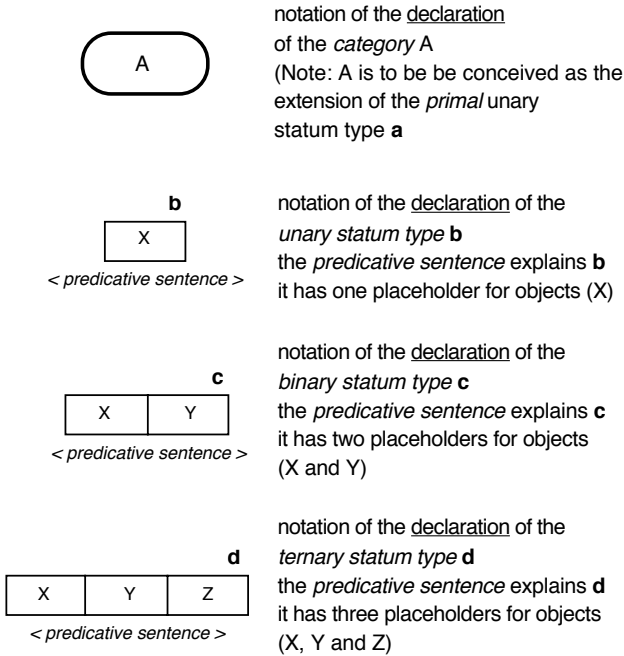 A
notation of the declaration
of the category A
(Note: A is to be be conceived as the
extension of the primal unary
statum type a
b
X
< predicative sentence >
notation of the declaration of the
unary statum type b
the predicative sentence explains b
it has one placeholder for objects (X)
c
X Y
< predicative sentence >
notation of the declaration of the
binary statum type c
the predicative sentence explains c
it has two placeholders for objects
(X and Y)
d
X Y Z
< predicative sentence >
notation of the declaration of the
ternary statum type d
the predicative sentence explains d
it has three placeholders for objects
(X, Y and Z)